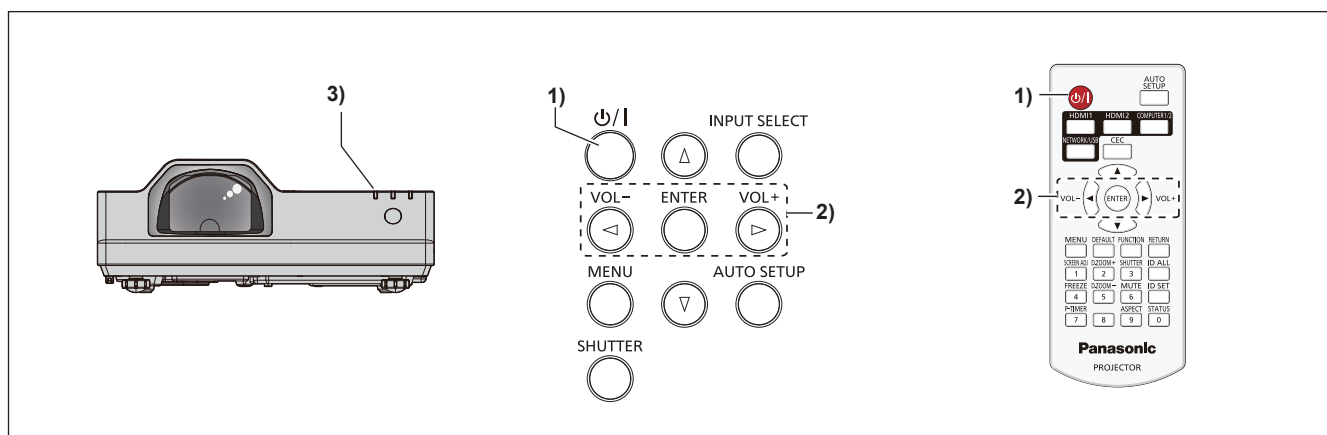 3)
1)
⏻/|
INPUT SELECT
VOL- ENTER VOL+
2)
MENU
AUTO SETUP
SHUTTER
1)
⏻/|
AUTO
SETUP
HDMI1 HDMI2 COMPUTER1/2
NETWORK/USB CEC
2)
VOL- ENTER VOL+
MENU DEFAULT FUNCTION RETURN
SCREEN ADJ D.ZOOM+ SHUTTER ID ALL
1 2 3
FREEZE D.ZOOM- MUTE ID SET
4 5 6
P-TIMER ASPECT STATUS
7 8 9 0
Panasonic
PROJECTOR